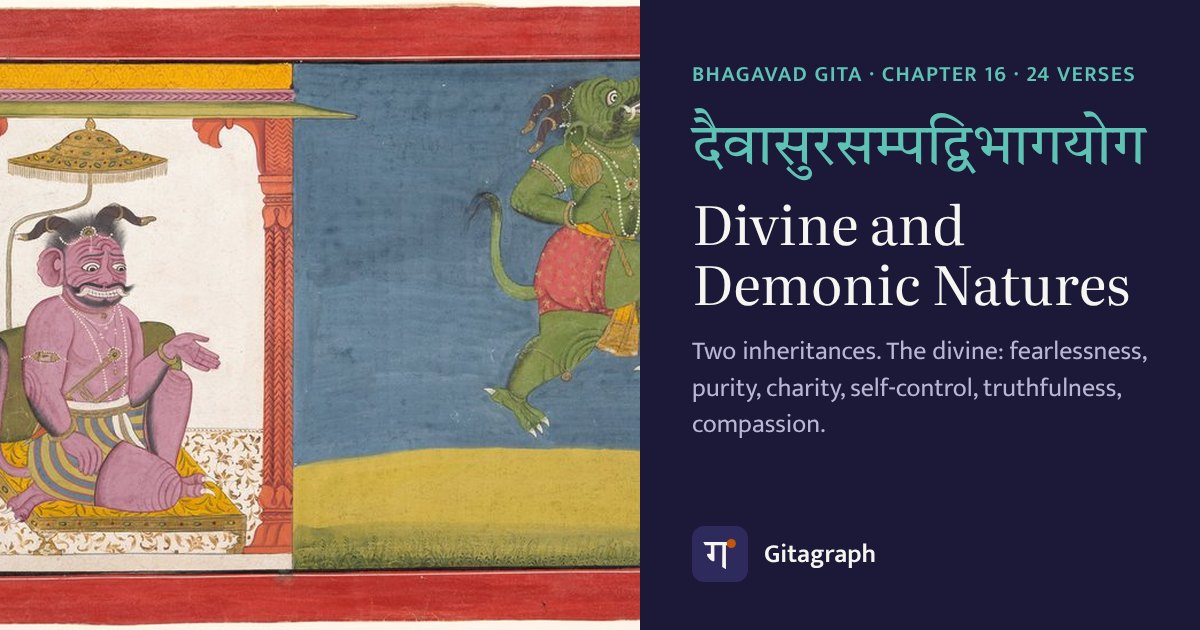 BHAGAVAD GITA · CHAPTER 16 · 24 VERSES
दैवासुरसम्पद्विभागयोग
Divine and
Demonic Natures
Two inheritances. The divine: fearlessness,
purity, charity, self-control, truthfulness,
compassion.
ग
Gitagraph